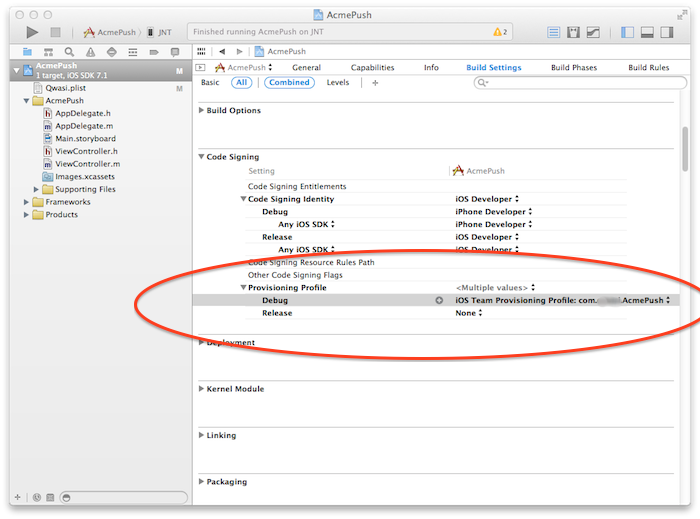 AcmePush
AcmePush
JNT
Finished running AcmePush on JNT
2
AcmePush
AcmePush
1 target, iOS SDK 7.1
M
Qwasi.plist
M
AcmePush
AppDelegate.h
AppDelegate.m
Main.storyboard
ViewController.h
ViewController.m
Images.xcassets
Supporting Files
Frameworks
Products
AcmePush General Capabilities Info Build Settings Build Phases Build Rules
Basic All Combined Levels +
Build Options
Code Signing
Setting AcmePush
Code Signing Entitlements
Code Signing Identity iOS Developer
Debug iPhone Developer
Any iOS SDK iPhone Developer
Release iOS Developer
Any iOS SDK iOS Developer
Code Signing Resource Rules Path
Other Code Signing Flags
Provisioning Profile <Multiple values>
Debug iOS Team Provisioning Profile: com. .AcmePush
Release None
Deployment
Kernel Module
Linking
Packaging